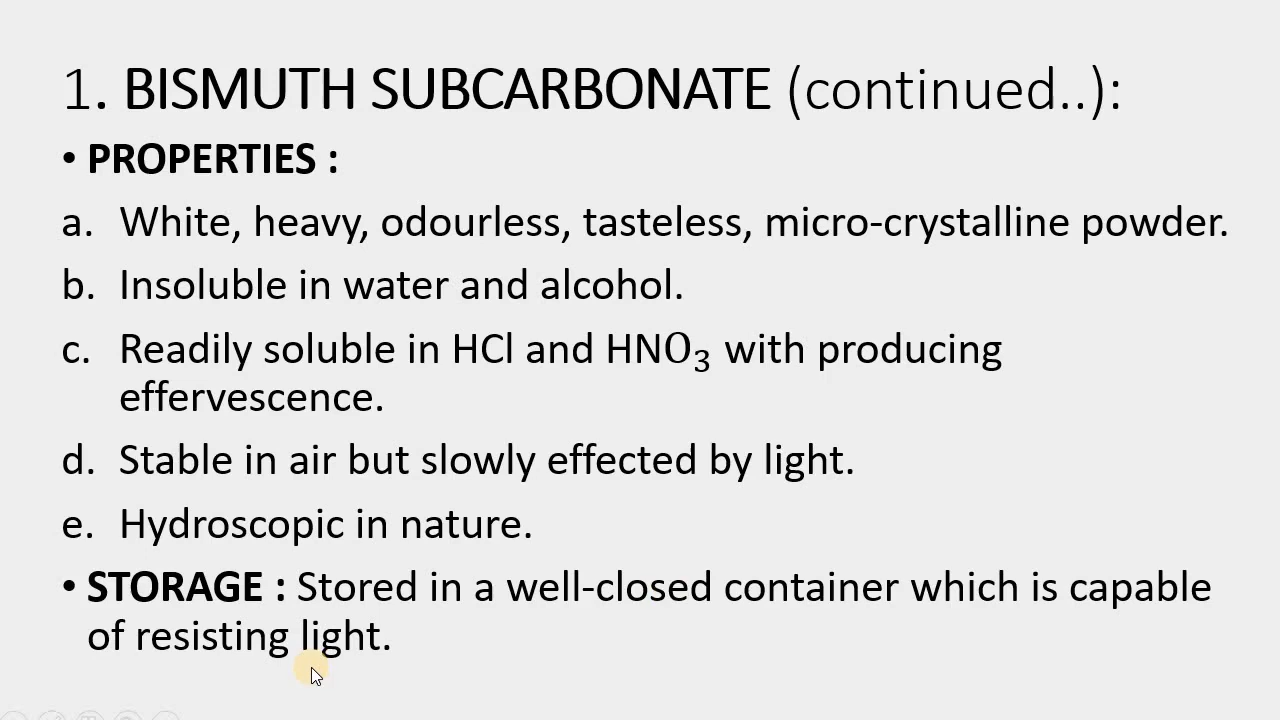 1. BISMUTH SUBCARBONATE (continued..):
• PROPERTIES :
a. White, heavy, odourless, tasteless, micro-crystalline powder.
b. Insoluble in water and alcohol.
c. Readily soluble in HCl and HNO₃ with producing
effervescence.
d. Stable in air but slowly effected by light.
e. Hydroscopic in nature.
• STORAGE : Stored in a well-closed container which is capable
of resisting light.